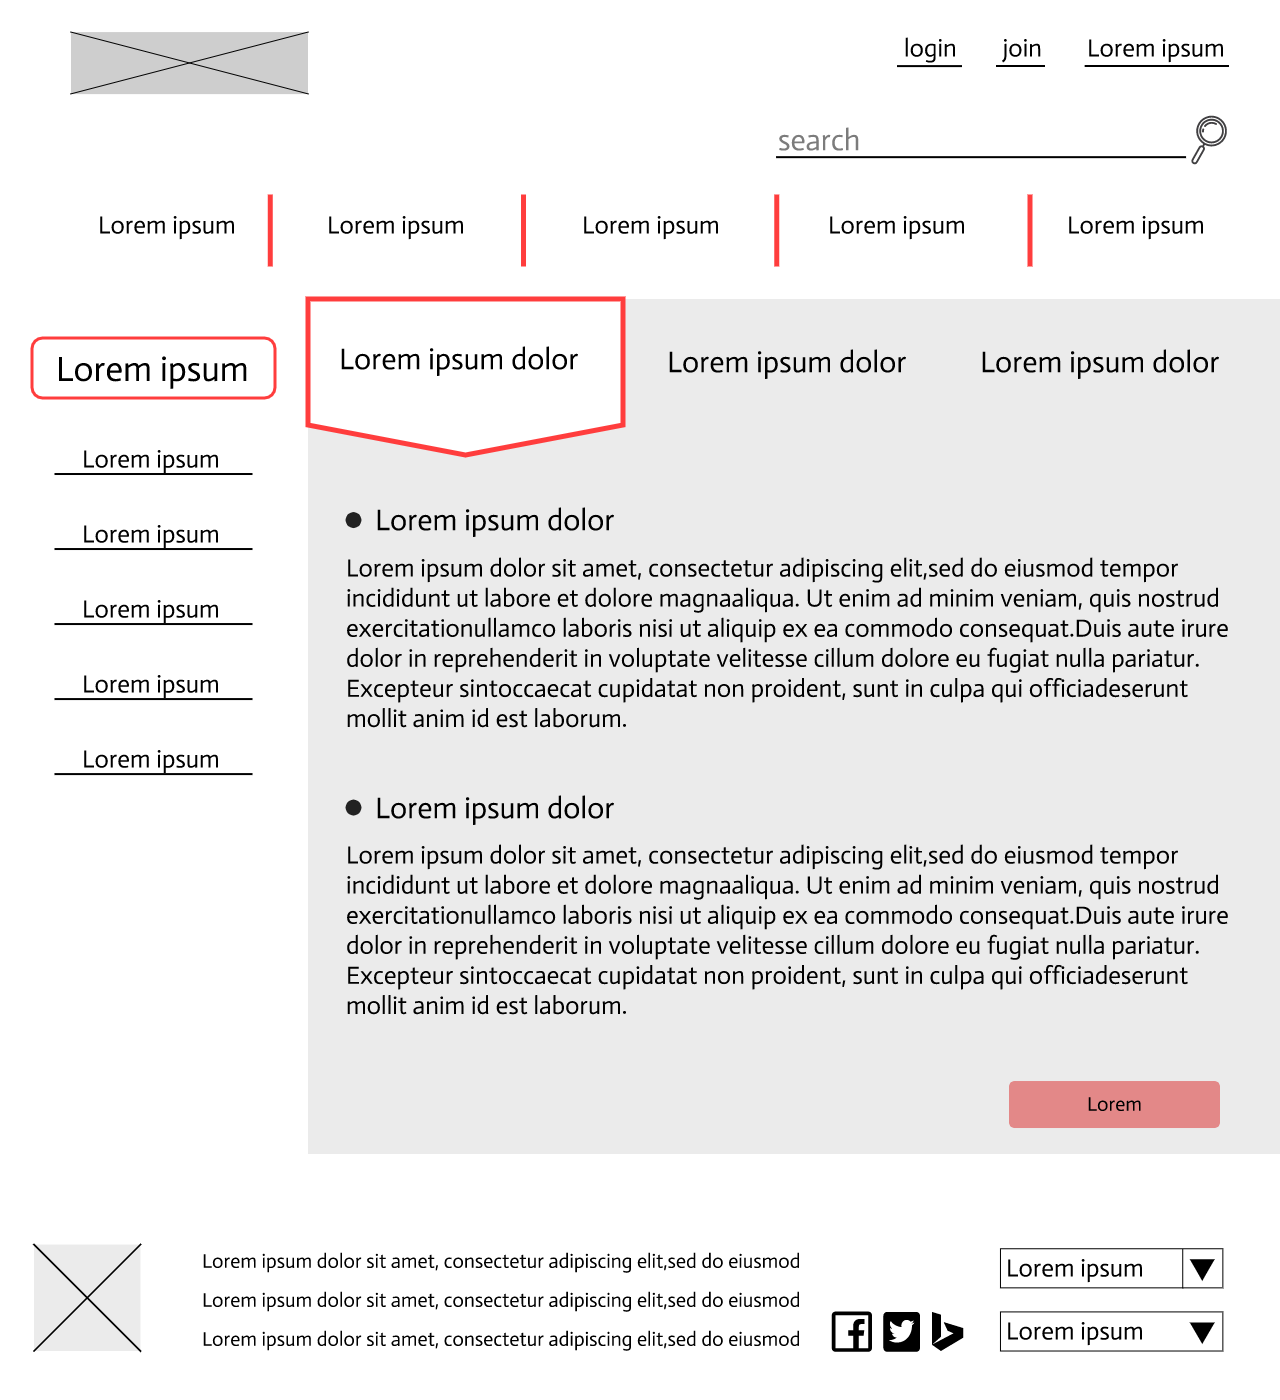 login join Lorem ipsum
search
Lorem ipsum Lorem ipsum Lorem ipsum Lorem ipsum Lorem ipsum
Lorem ipsum
Lorem ipsum
Lorem ipsum
Lorem ipsum
Lorem ipsum
Lorem ipsum
Lorem ipsum dolor Lorem ipsum dolor Lorem ipsum dolor
Lorem ipsum dolor
Lorem ipsum dolor sit amet, consectetur adipiscing elit,sed do eiusmod tempor
incididunt ut labore et dolore magnaaliqua. Ut enim ad minim veniam, quis nostrud
exercitationullamco laboris nisi ut aliquip ex ea commodo consequat.Duis aute irure
dolor in reprehenderit in voluptate velitesse cillum dolore eu fugiat nulla pariatur.
Excepteur sintoccaecat cupidatat non proident, sunt in culpa qui officiadeserunt
mollit anim id est laborum.
Lorem ipsum dolor
Lorem ipsum dolor sit amet, consectetur adipiscing elit,sed do eiusmod tempor
incididunt ut labore et dolore magnaaliqua. Ut enim ad minim veniam, quis nostrud
exercitationullamco laboris nisi ut aliquip ex ea commodo consequat.Duis aute irure
dolor in reprehenderit in voluptate velitesse cillum dolore eu fugiat nulla pariatur.
Excepteur sintoccaecat cupidatat non proident, sunt in culpa qui officiadeserunt
mollit anim id est laborum.
Lorem
Lorem ipsum dolor sit amet, consectetur adipiscing elit,sed do eiusmod
Lorem ipsum dolor sit amet, consectetur adipiscing elit,sed do eiusmod
Lorem ipsum dolor sit amet, consectetur adipiscing elit,sed do eiusmod
Lorem ipsum
Lorem ipsum